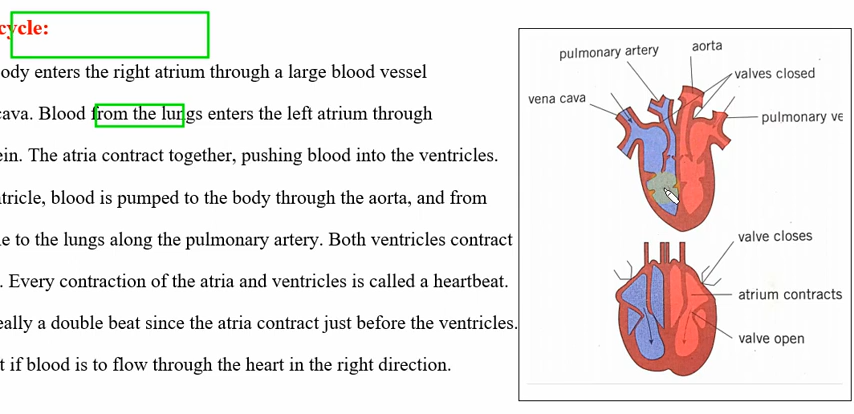 cycle:
ody enters the right atrium through a large blood vessel
cava. Blood from the lungs enters the left atrium through
ein. The atria contract together, pushing blood into the ventricles.
tricle, blood is pumped to the body through the aorta, and from
e to the lungs along the pulmonary artery. Both ventricles contract
. Every contraction of the atria and ventricles is called a heartbeat.
eally a double beat since the atria contract just before the ventricles.
t if blood is to flow through the heart in the right direction.
pulmonary artery
aorta
valves closed
vena cava
pulmonary ve
valve closes
atrium contracts
valve open